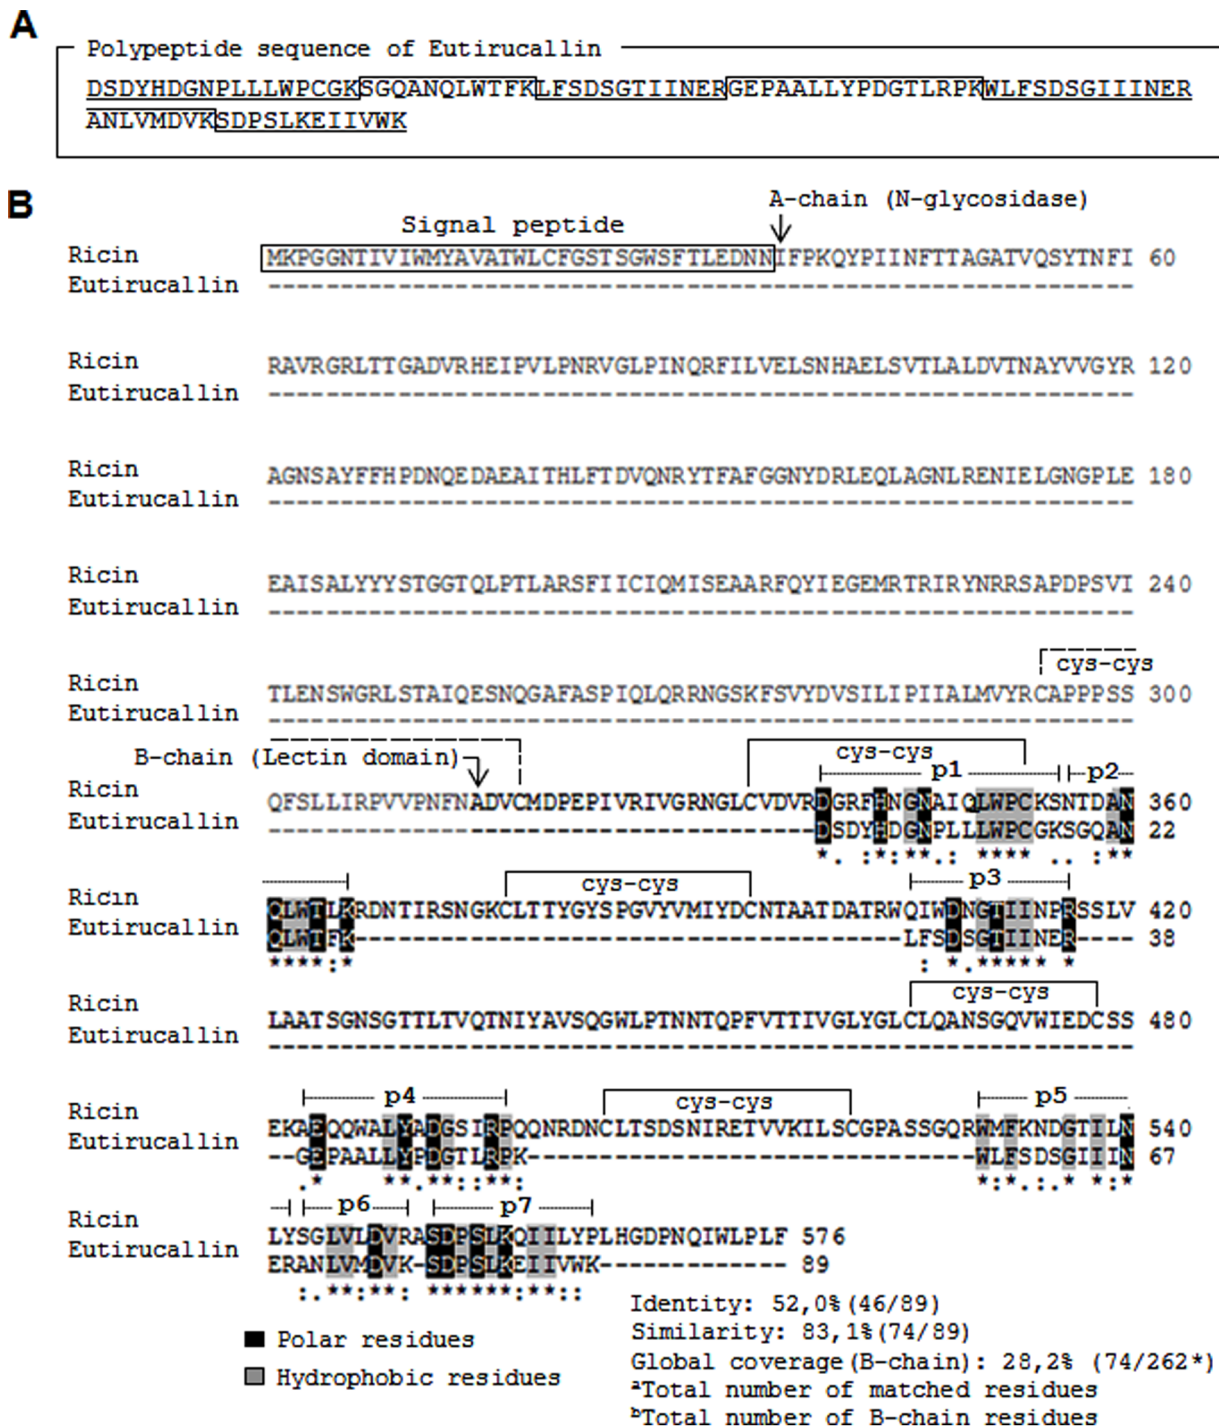 A
Polypeptide sequence of Eutirucallin
DSDYHDGNPLLLWPCGKSGQANQLWTFKLFSDSGTIINERGEPAALLYPDGTLRPKWLFSDSGIIINER
ANLVMDVKSDPSLKEIIVWK
B
A-chain (N-glycosidase)
Signal peptide
Ricin MKPGGNTIVIWMYAVATWLCFGSTSGWSFTLEDNNIFPKQYPIINFTTAGATVQSYTNFI 60
Eutirucallin ------------------------------------------------------------
Ricin RAVRGRLTTGADVRHEIPVLPNRVGLPINQRFILVELSNHAELSVTLALDVTNAYVVGYR 120
Eutirucallin ------------------------------------------------------------
Ricin AGNSAYFFHPDNQEDAEAITHLFTDVQNRYTFAFGGNYDRLEQLAGNLRENIELGNGPLE 180
Eutirucallin ------------------------------------------------------------
Ricin EAISALYYYSTGGTQLPTLARSFIICIQMISEAARFQYIEGEMRTRIRYNRRSAPDPSVI 240
Eutirucallin ------------------------------------------------------------
cys-cys
Ricin TLENSWGRLSTAIQESNQGAFASPIQLQRRNGSKFSVYDVSILIPIIALMVYRCAPPPSS 300
Eutirucallin ------------------------------------------------------------
B-chain (Lectin domain) cys-cys p1 p2
Ricin QFSLLIRPVVPNFNADVCMDPEPIVRIVGRNGLCVDVRDGRFHNGNAIQLWPCKSNTDAN 360
Eutirucallin --------------------------------------DSDYHDGNPLLLWPCGKSGQAN 22
*. :*:** .: **** .. :**
cys-cys p3
Ricin QLWTLKRDNTIRSNGKCLTTYGYSPGVYVMIYDCNTAATDATRWQIWDNGTIINPRSSLV 420
Eutirucallin QLWTFK--------------------------------------LFSDSGTIINER---- 38
****:* : *.***** *
cys-cys
Ricin LAATSGNSGTTLTVQTNIYAVSQGWLPTNNTQPFVTTIVGLYGLCLQANSGQVWIEDCSS 480
Eutirucallin ------------------------------------------------------------
p4 cys-cys p5
Ricin EKAEQQWALYADGSIRPQQNRDNCLTSDSNIRETVVKILSCGPASSGQRWMFKNDGTILN 540
Eutirucallin --GEPAALLYPDGTLRPK-------------------------------WLFSDSGIIIN 67
.* **.**::**: *:*.:.* *:*
p6 p7
Ricin LYSGLVLDVRASDPSLKQIILYPLHGDPNQIWLPLF 576
Eutirucallin ERANLVMDVK-SDPSLKEIIVWK------------- 89
:.**:**: ******:**::
Identity: 52,0%(46/89)
Polar residues Similarity: 83,1%(74/89)
Global coverage(B-chain): 28,2% (74/262*)
Hydrophobic residues ᵃTotal number of matched residues
ᵇTotal number of B-chain residues